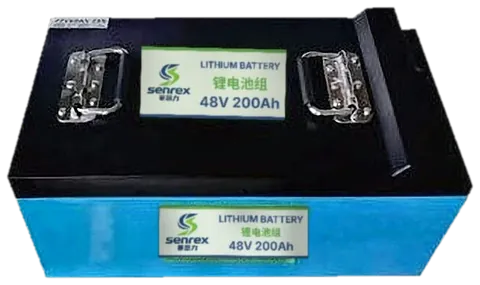 LITHIUM BATTERY
锂电池组
senrex
48V 200Ah
LITHIUM BATTERY
锂电池组
senrex
48V 200Ah